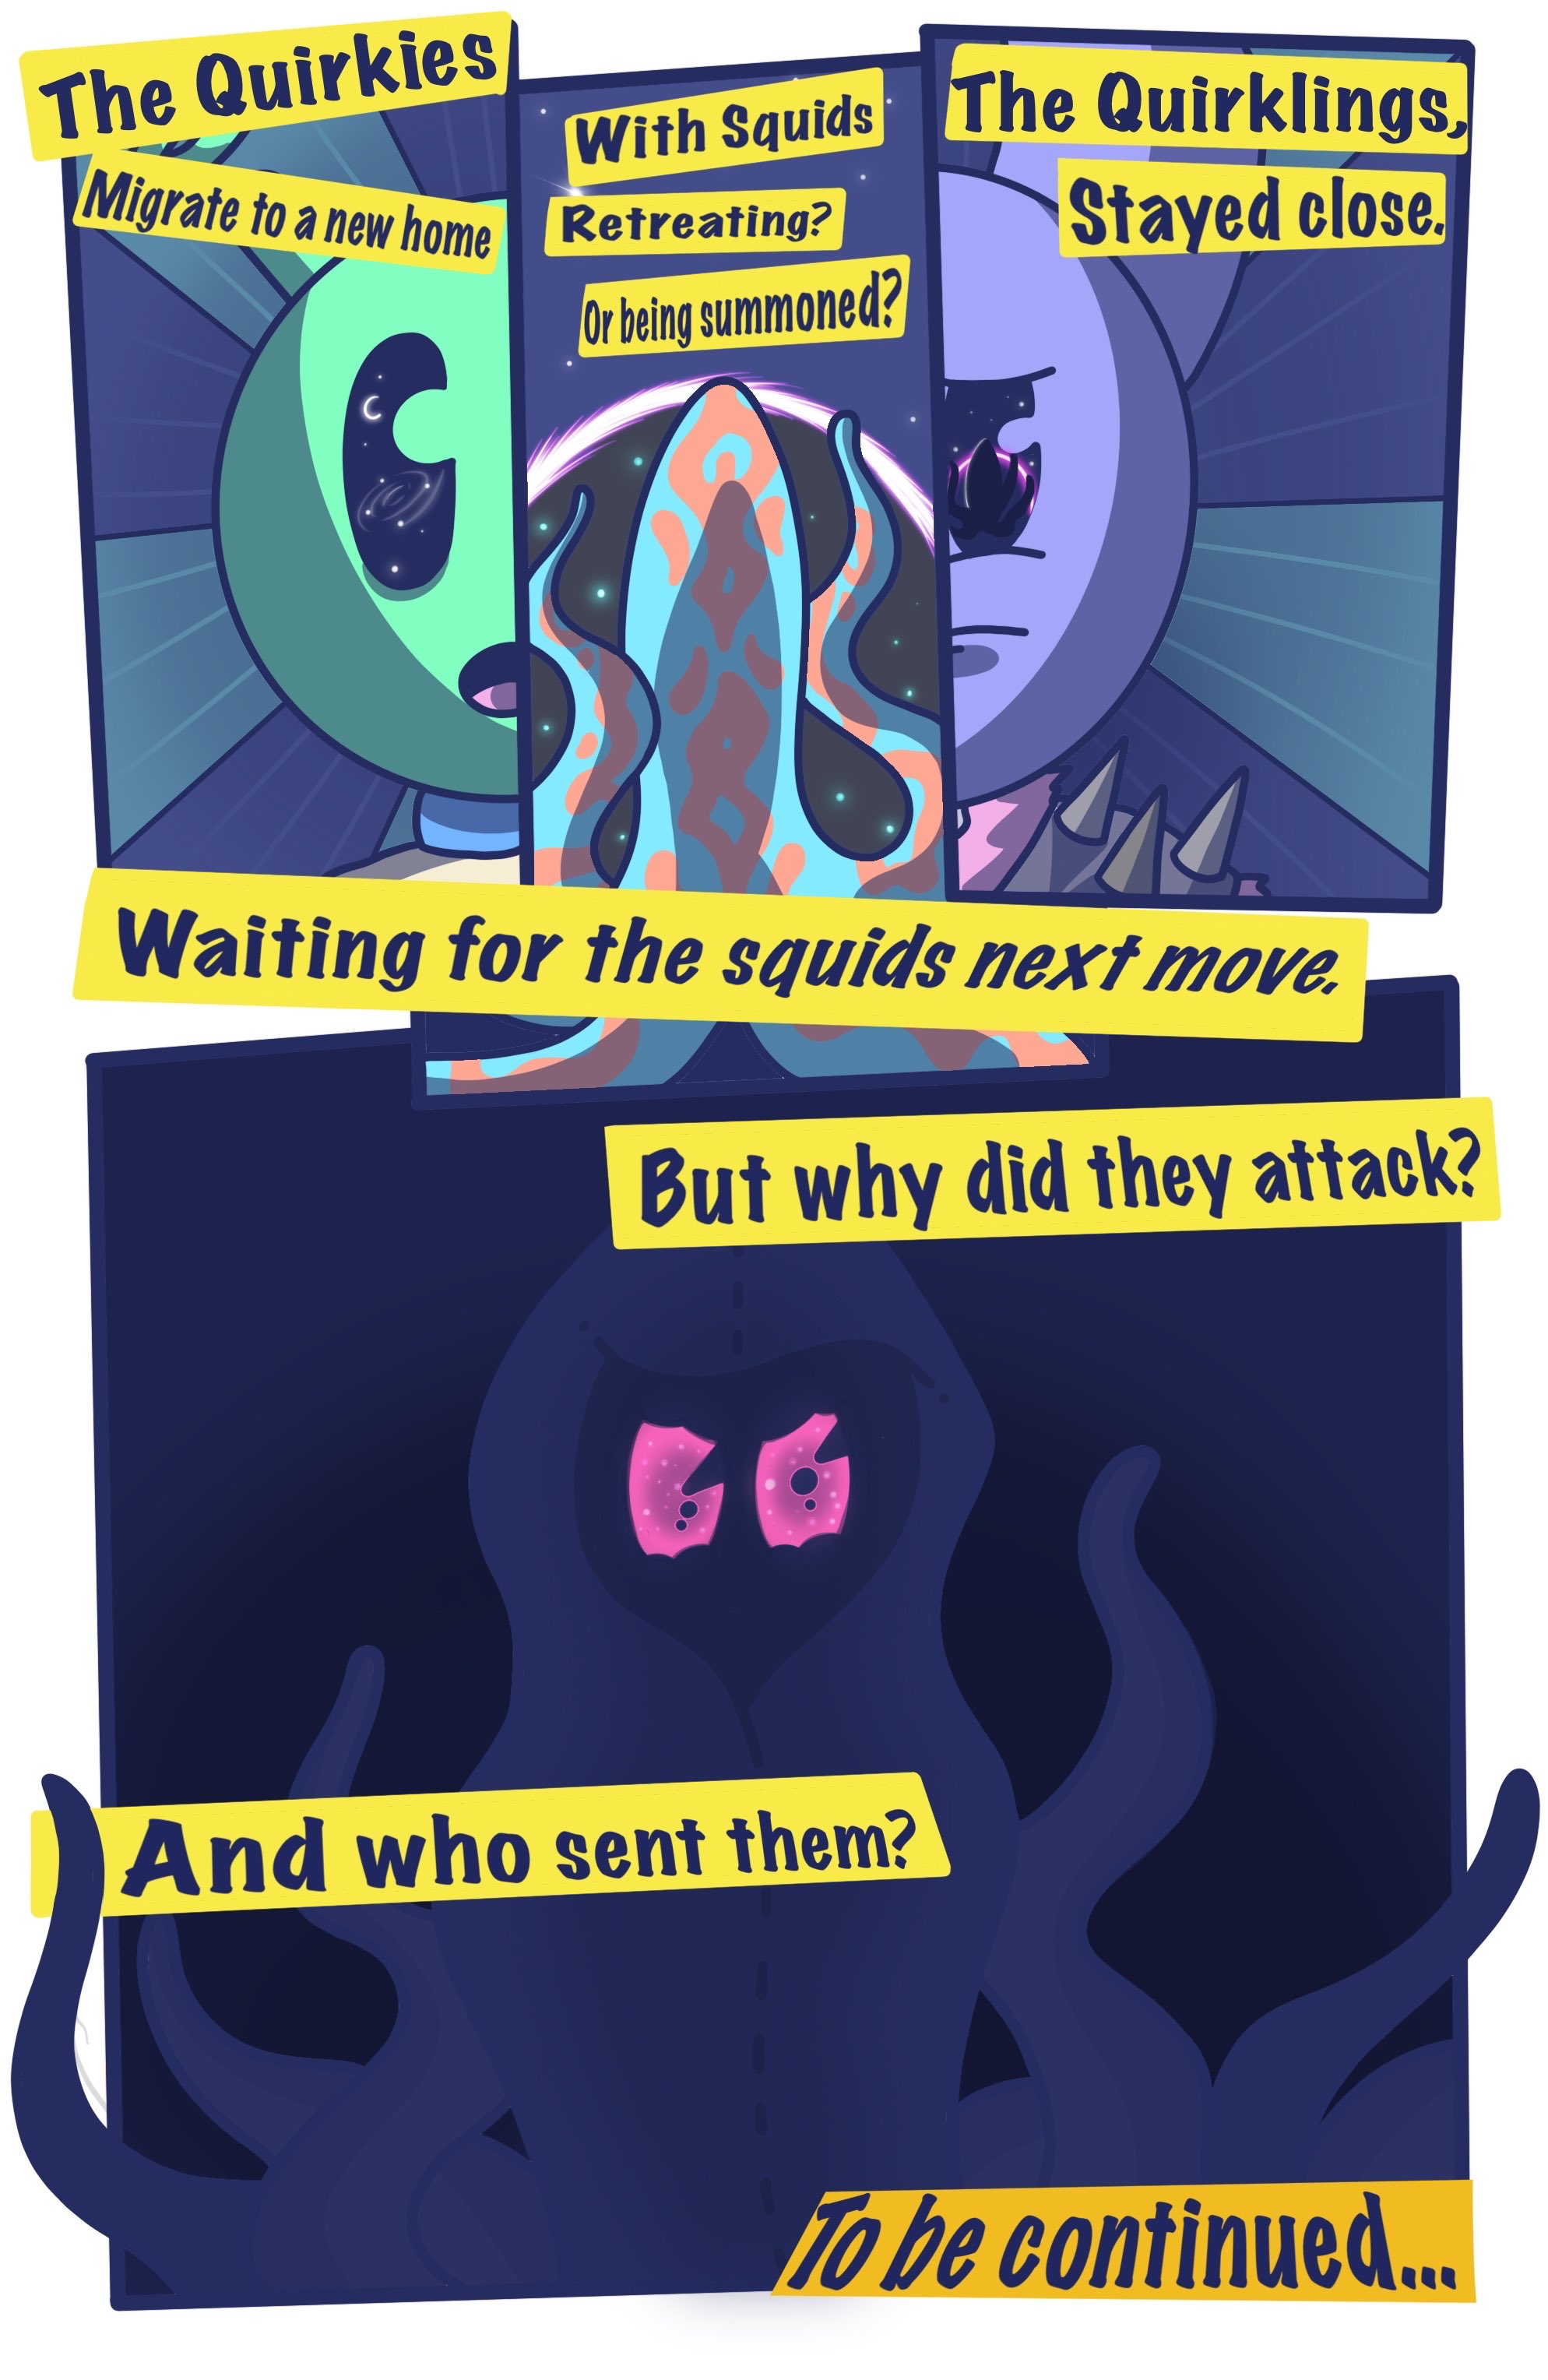 The Quirkies
Migrate to a new home
With Squids
Retreating?
Or being summoned?
The Quirklings,
Stayed close.
Waiting for the squids next move.
But why did they attack?
And who sent them?
To be continued...